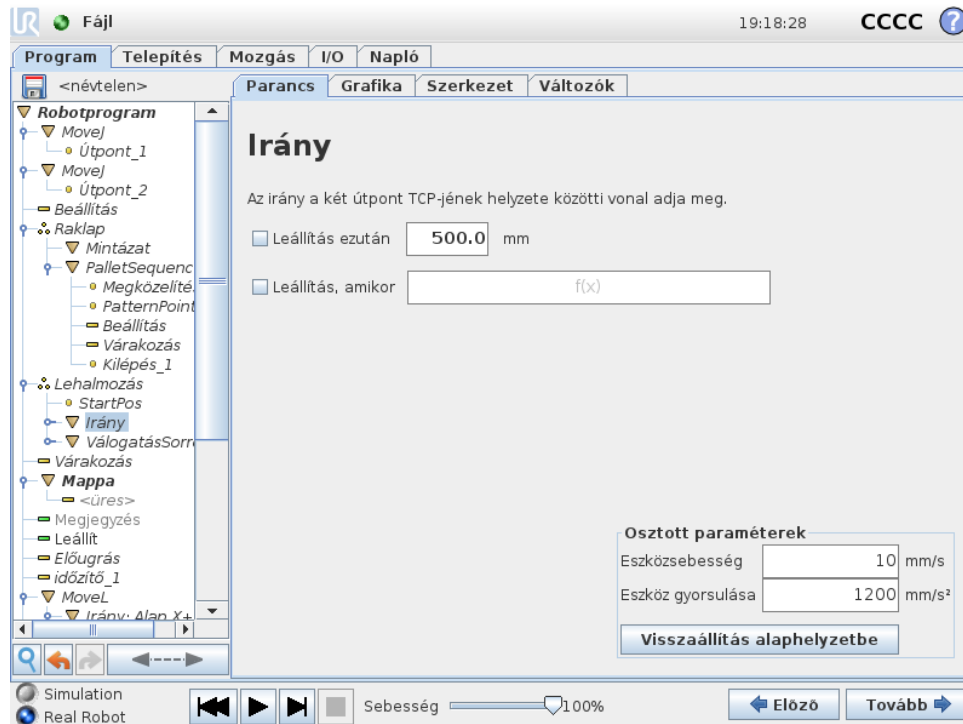 UR Fájl 19:18:28 CCCC ?
Program Telepítés Mozgás I/O Napló
<névtelen>
Parancs Grafika Szerkezet Változók
Robotprogram
MoveJ
Útpont_1
MoveJ
Útpont_2
Beállítás
Raklap
Mintázat
PalletSequenc
Megközelíté
PatternPoint
Beállítás
Várakozás
Kilépés_1
Lehalmozás
StartPos
Irány
VálogatásSorr
Várakozás
Mappa
<üres>
Megjegyzés
Leállít
Előugrás
időzítő_1
MoveL
Irány: Alap X+
Irány
Az irány a két útpont TCP-jének helyzete közötti vonal adja meg.
Leállítás ezután 500.0 mm
Leállítás, amikor f(x)
Osztott paraméterek
Eszközsebesség 10 mm/s
Eszköz gyorsulása 1200 mm/s²
Visszaállítás alaphelyzetbe
Simulation
Real Robot
Sebesség 100%
Előző
Tovább